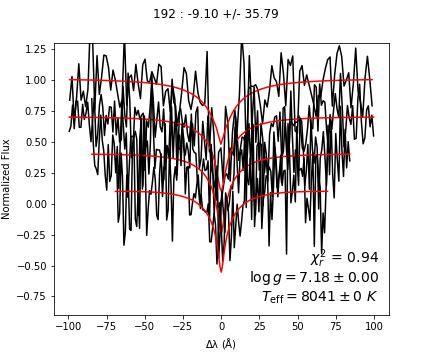 192 : -9.10 +/- 35.79
1.25
1.00
0.75
0.50
0.25
0.00
−0.25
−0.50
−0.75
Normalized Flux
χ²ᵣ = 0.94
log g = 7.18 ± 0.00
T_eff = 8041 ± 0 K
−100 −75 −50 −25 0 25 50 75 100
Δλ (Å)